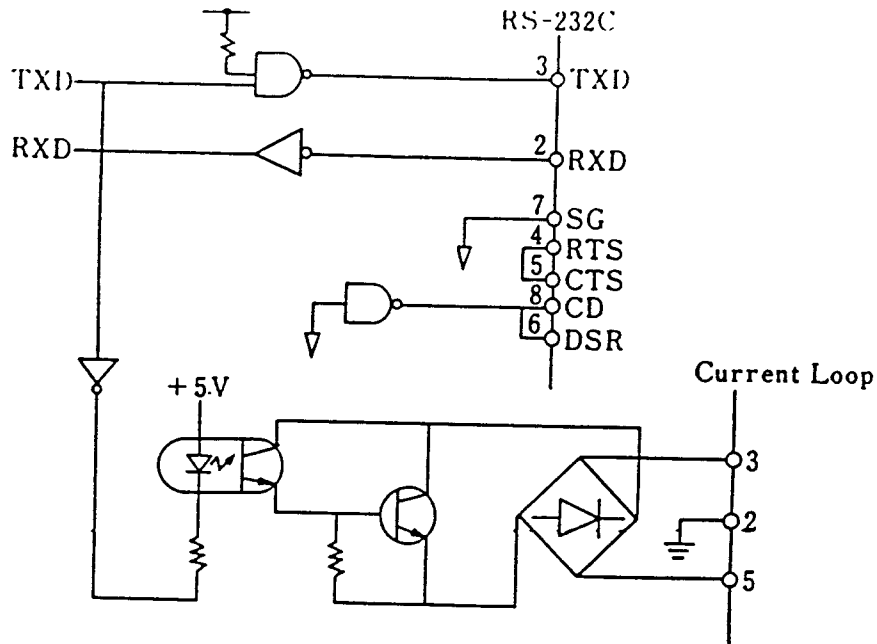 RS-232C
TXD
3
TXD
RXD
2
RXD
7
SG
4
RTS
5
CTS
8
CD
6
DSR
+5.V
Current Loop
3
2
5